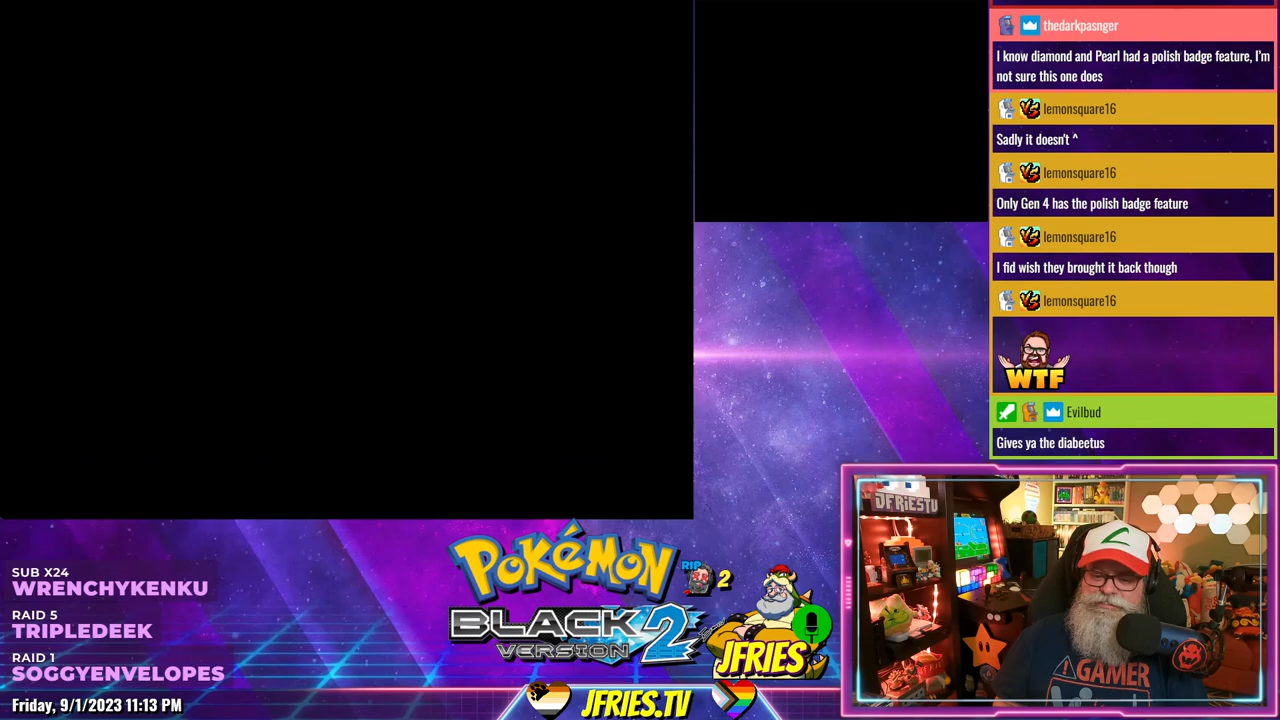 thedarkpasnger
I know diamond and Pearl had a polish badge feature, I'm
not sure this one does
lemonsquare16
Sadly it doesn't ^
lemonsquare16
Only Gen 4 has the polish badge feature
lemonsquare16
I fid wish they brought it back though
lemonsquare16
WTF
Evilbud
Gives ya the diabeetus
SUB X24
WRENCHYKENKU
RAID 5
TRIPLEDEEK
RAID 1
SOGGYENVELOPES
Friday, 9/1/2023 11:13 PM
POKéMON
BLACK
VERSION 2
RIP
2
JFRIES
JFRIES.TV
JFRIESTV
GAMER